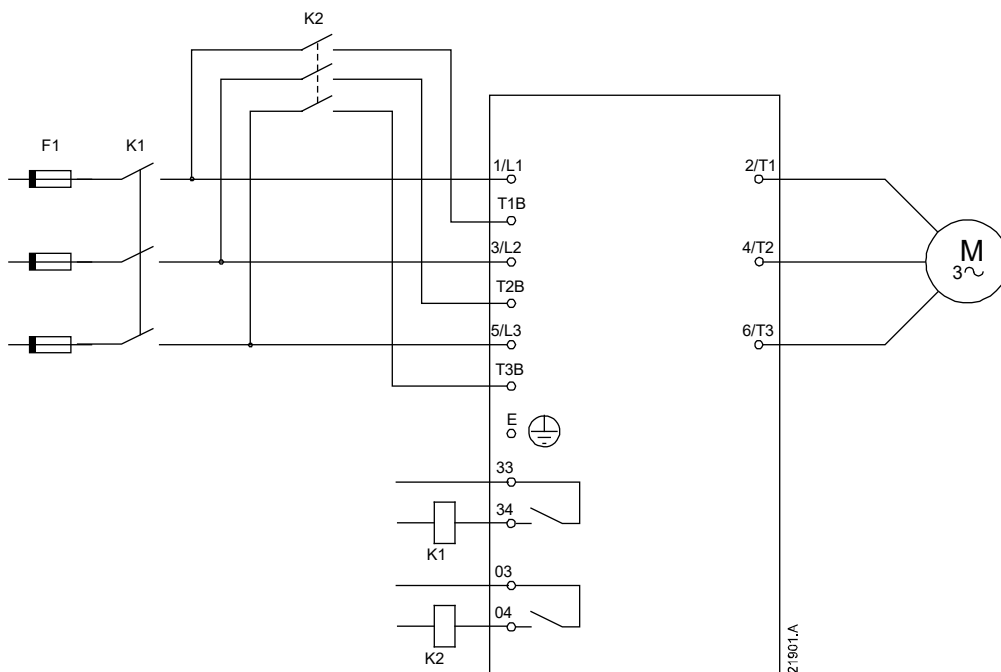 K2
F1
K1
1/L1
2/T1
T1B
3/L2
4/T2
M
3~
T2B
5/L3
6/T3
T3B
E
33
34
K1
03
04
K2
21901.A